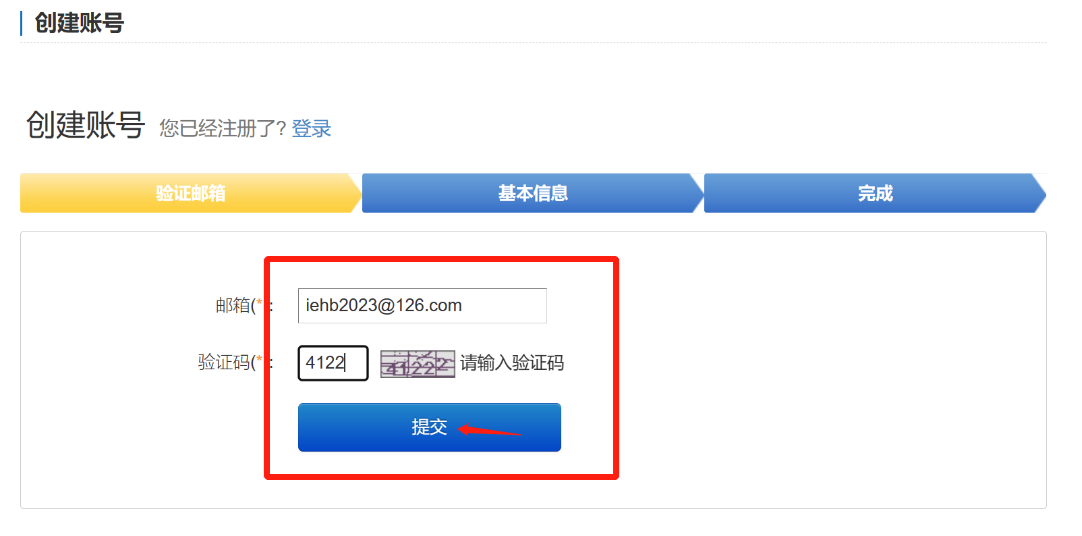 创建账号
创建账号 您已经注册了? 登录
验证邮箱 基本信息 完成
邮箱(* :
iehb2023@126.com
验证码(* :
4122 请输入验证码
提交